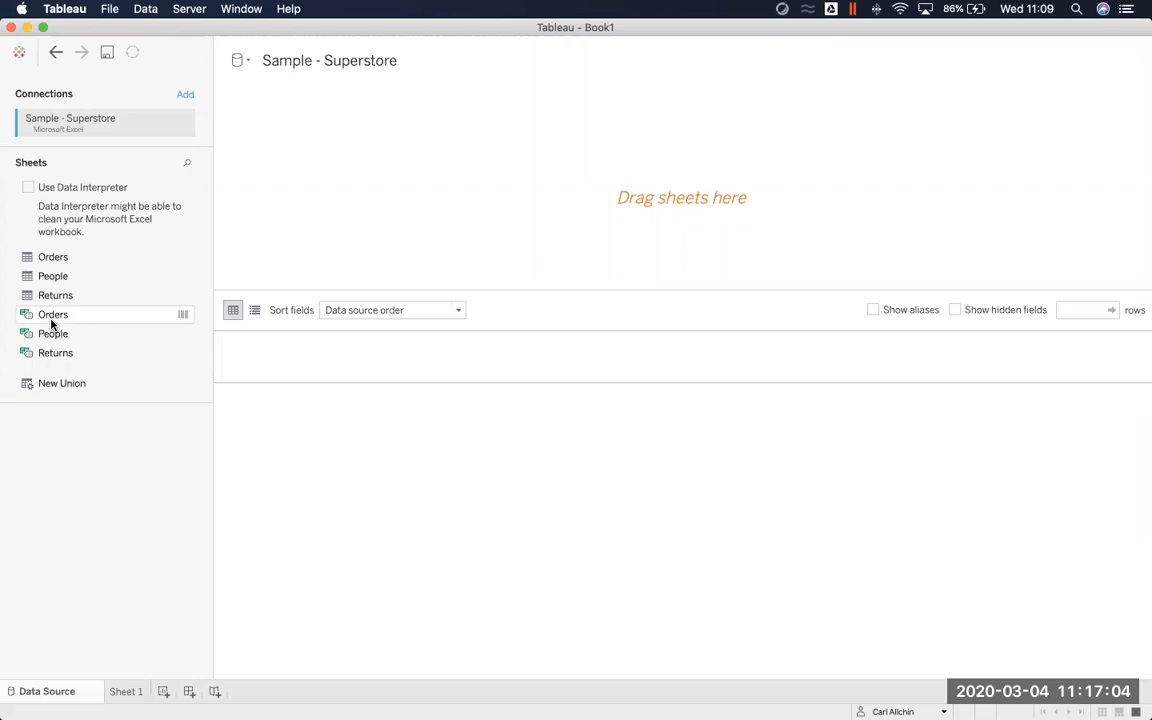 Tableau File Data Server Window Help 86% Wed 11:09
Tableau - Book1
Connections Add
Sample - Superstore
Sample - Superstore
Microsoft Excel
Sheets
Use Data Interpreter
Data Interpreter might be able to
clean your Microsoft Excel
workbook.
Drag sheets here
Orders
People
Returns
Orders
People
Returns
New Union
Sort fields Data source order Show aliases Show hidden fields rows
Data Source Sheet 1
2020-03-04 11:17:04
Carl Allchin